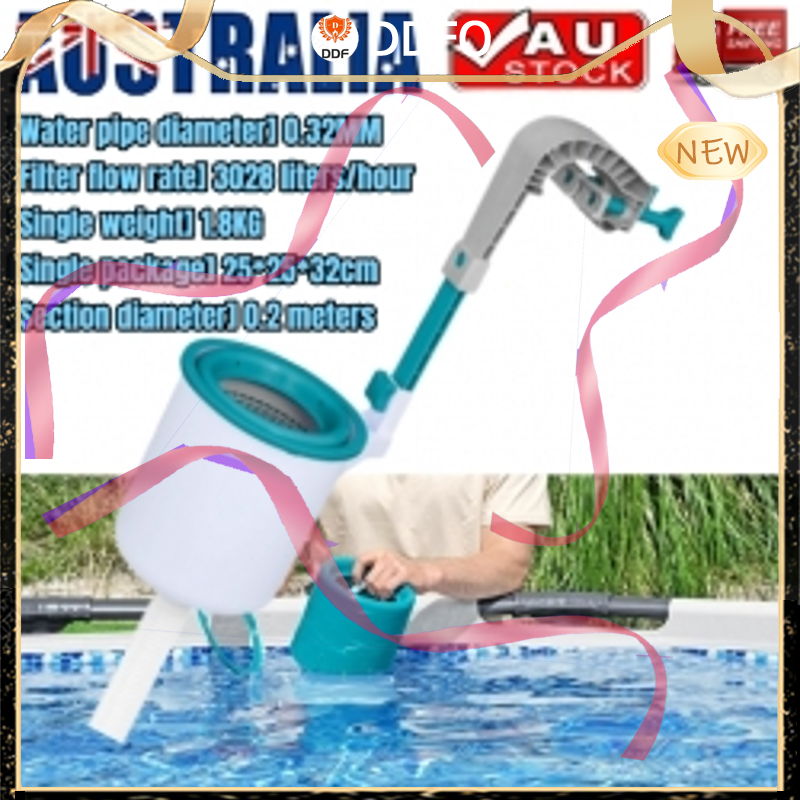 AUSTRALIA
DDF
AU
STOCK
FREE
NEW
Water pipe diameter] 0.32MM
Filter flow rate] 3028 liters/hour
Single weight] 1.8KG
Single package] 25*25*32cm
Section diameter] 0.2 meters